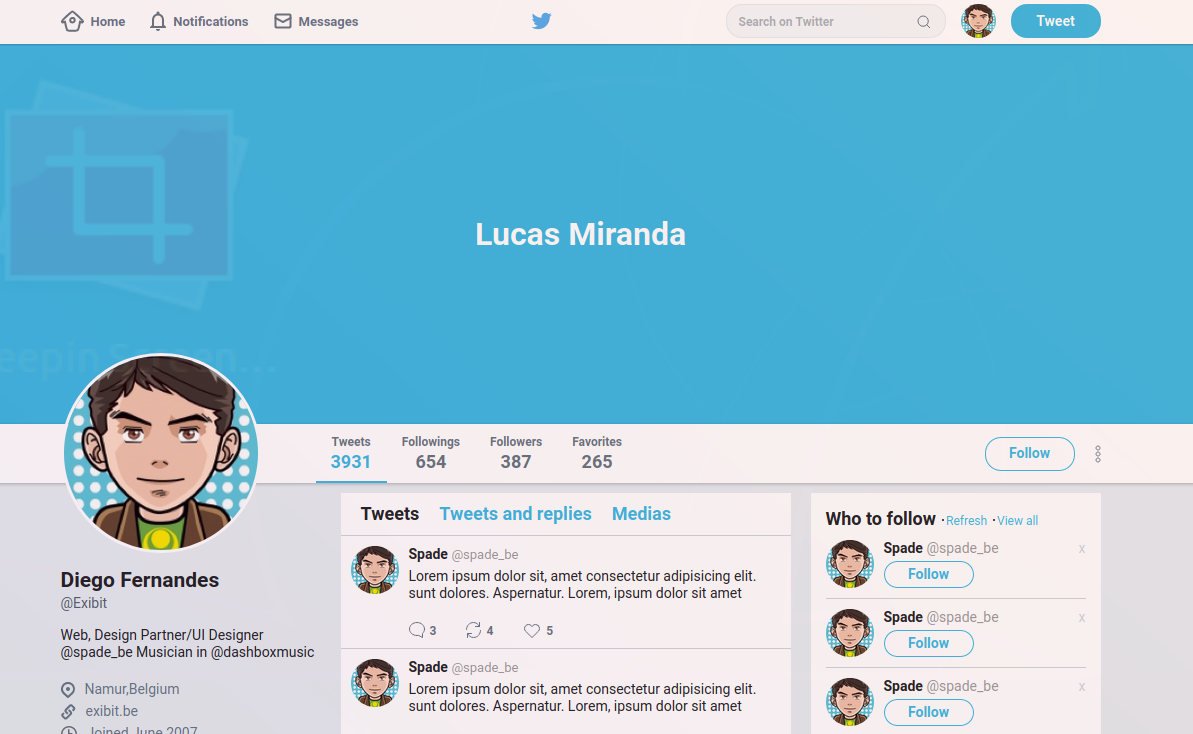 Home Notifications Messages Search on Twitter Tweet
Lucas Miranda
Tweets Followings Followers Favorites
3931 654 387 265
Follow
Diego Fernandes
@Exibit
Web, Design Partner/UI Designer
@spade_be Musician in @dashboxmusic
Namur,Belgium
exibit.be
Joined June 2007
Tweets Tweets and replies Medias
Spade @spade_be
Lorem ipsum dolor sit, amet consectetur adipisicing elit.
sunt dolores. Aspernatur. Lorem, ipsum dolor sit amet
3 4 5
Spade @spade_be
Lorem ipsum dolor sit, amet consectetur adipisicing elit.
sunt dolores. Aspernatur. Lorem, ipsum dolor sit amet
Who to follow ·Refresh ·View all
Spade @spade_be x
Follow
Spade @spade_be x
Follow
Spade @spade_be x
Follow